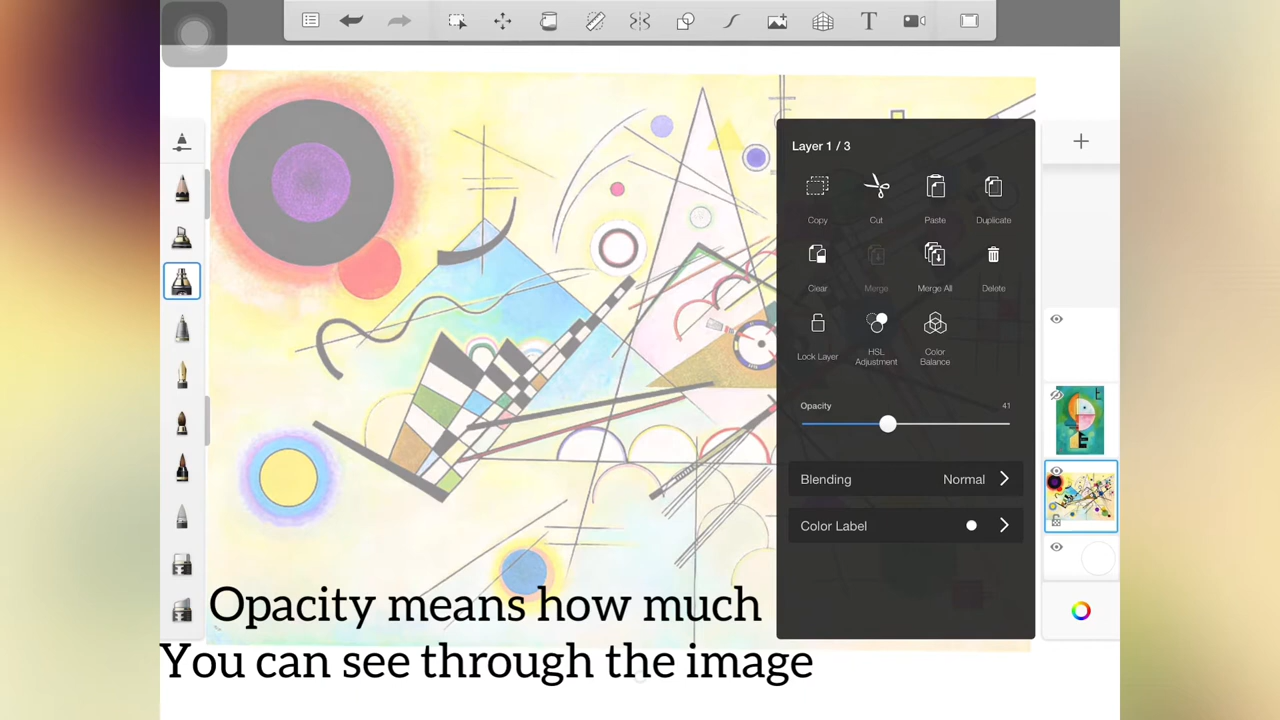 T
Layer 1 / 3
Copy
Cut
Paste
Duplicate
Clear
Merge
Merge All
Delete
Lock Layer
HSL
Adjustment
Color
Balance
Opacity 41
Blending Normal
Color Label
Opacity means how much
You can see through the image